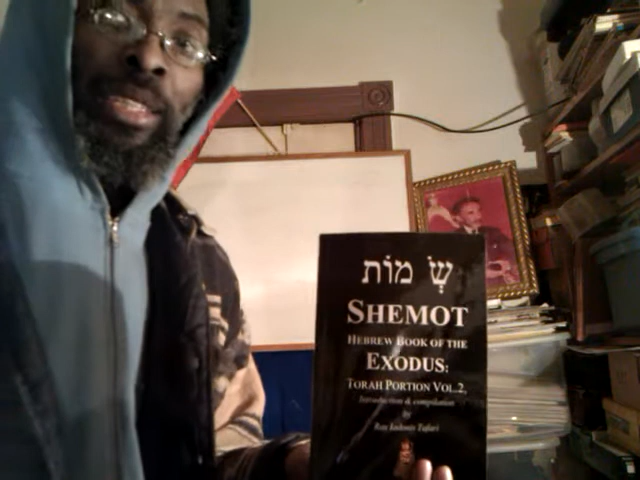 שְׂ מוֹת
SHEMOT
HEBREW BOOK OF THE
EXODUS:
TORAH PORTION VOL.2,
Introduction & compilation
by
Ras Iadonis Tafari